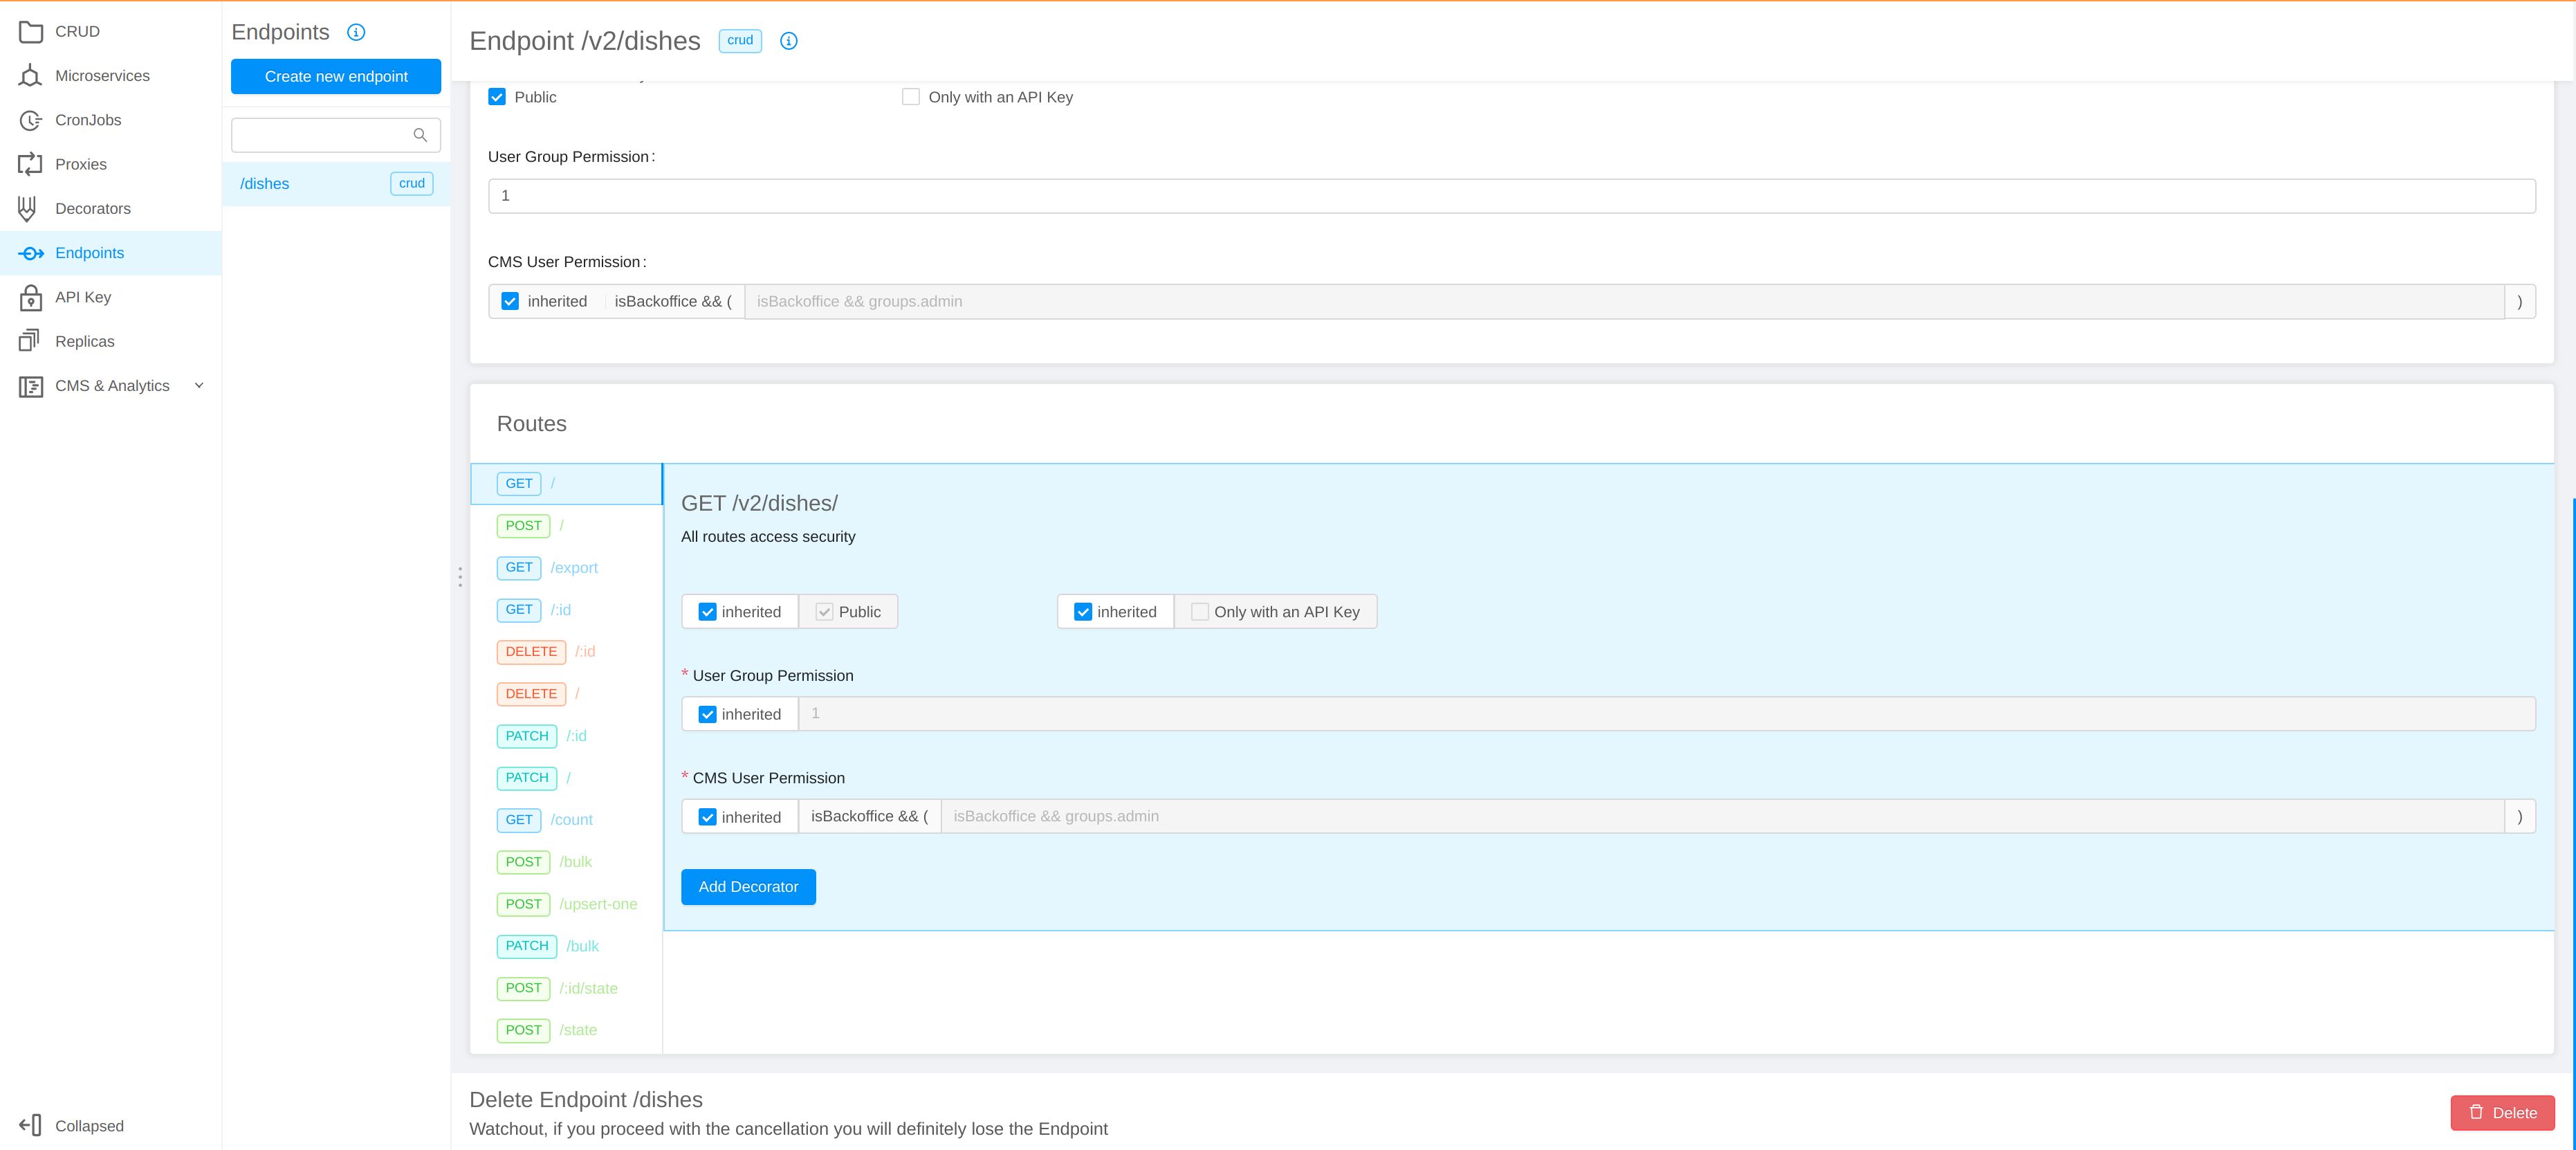 CRUD
Microservices
CronJobs
Proxies
Decorators
Endpoints
API Key
Replicas
CMS & Analytics
Collapsed
Endpoints
Create new endpoint
/dishes crud
Endpoint /v2/dishes crud
Public Only with an API Key
User Group Permission:
1
CMS User Permission:
inherited isBackoffice && ( isBackoffice && groups.admin )
Routes
GET /
POST /
GET /export
GET /:id
DELETE /:id
DELETE /
PATCH /:id
PATCH /
GET /count
POST /bulk
POST /upsert-one
PATCH /bulk
POST /:id/state
POST /state
GET /v2/dishes/
All routes access security
inherited Public inherited Only with an API Key
* User Group Permission
inherited 1
* CMS User Permission
inherited isBackoffice && ( isBackoffice && groups.admin )
Add Decorator
Delete Endpoint /dishes
Watchout, if you proceed with the cancellation you will definitely lose the Endpoint
Delete